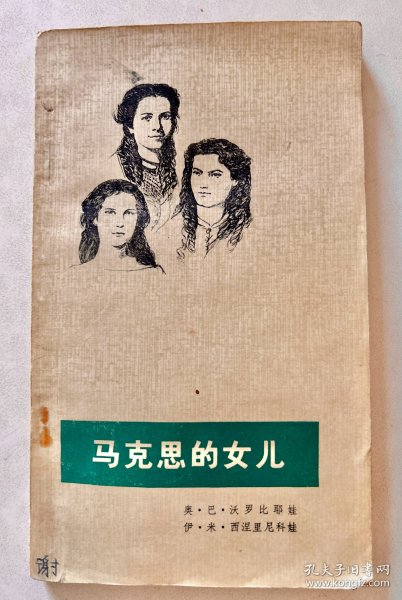 马克思的女儿
奥·巴·沃罗比耶娃
伊·米·西涅里尼科娃
谢
孔夫子旧书网
www.kongfz.com